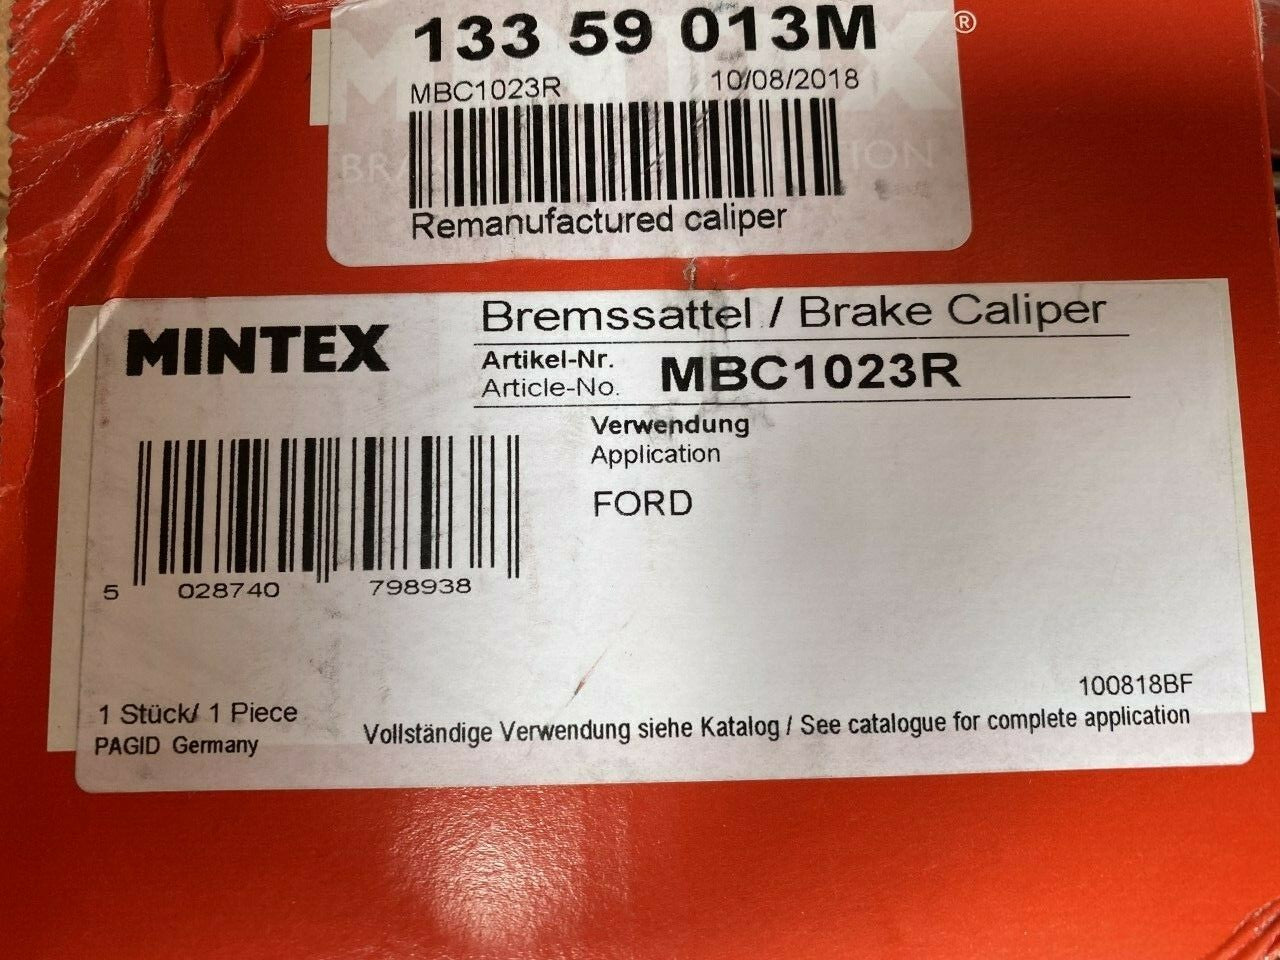 133 59 013M
®
MBC1023R 10/08/2018
Remanufactured caliper
MINTEX
Bremssattel / Brake Caliper
Artikel-Nr.
Article-No. MBC1023R
Verwendung
Application
FORD
5 028740 798938
100818BF
1 Stück/ 1 Piece
PAGID Germany
Vollständige Verwendung siehe Katalog / See catalogue for complete application